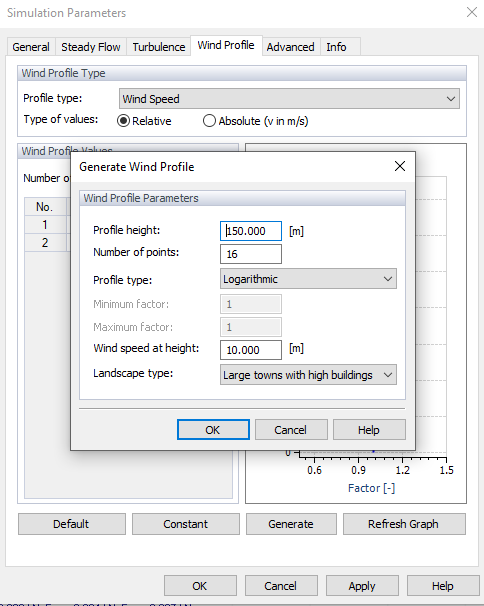 Simulation Parameters
General Steady Flow Turbulence Wind Profile Advanced Info
Wind Profile Type
Profile type: Wind Speed
Type of values: Relative Absolute (v in m/s)
Wind Profile Values
Number o
No.
1
2
Generate Wind Profile
Wind Profile Parameters
Profile height: 150.000 [m]
Number of points: 16
Profile type: Logarithmic
Minimum factor: 1
Maximum factor: 1
Wind speed at height: 10.000 [m]
Landscape type: Large towns with high buildings
OK Cancel Help
0
0.6 0.9 1.2 1.5
Factor [-]
Default Constant Generate Refresh Graph
OK Cancel Apply Help